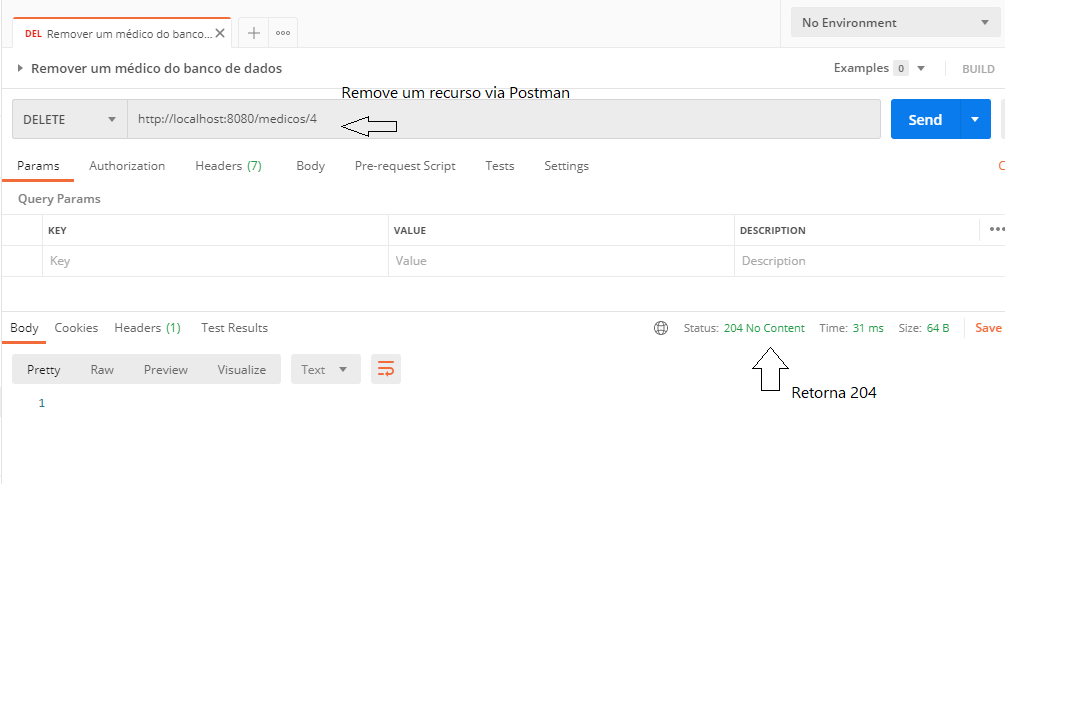 DEL Remover um médico do banco...
No Environment
Remover um médico do banco de dados
Examples 0
BUILD
Remove um recurso via Postman
DELETE
http://localhost:8080/medicos/4
Send
Params Authorization Headers (7) Body Pre-request Script Tests Settings
C
Query Params
KEY VALUE DESCRIPTION
Key Value Description
Body Cookies Headers (1) Test Results
Status: 204 No Content Time: 31 ms Size: 64 B Save
Pretty Raw Preview Visualize Text
Retorna 204
1